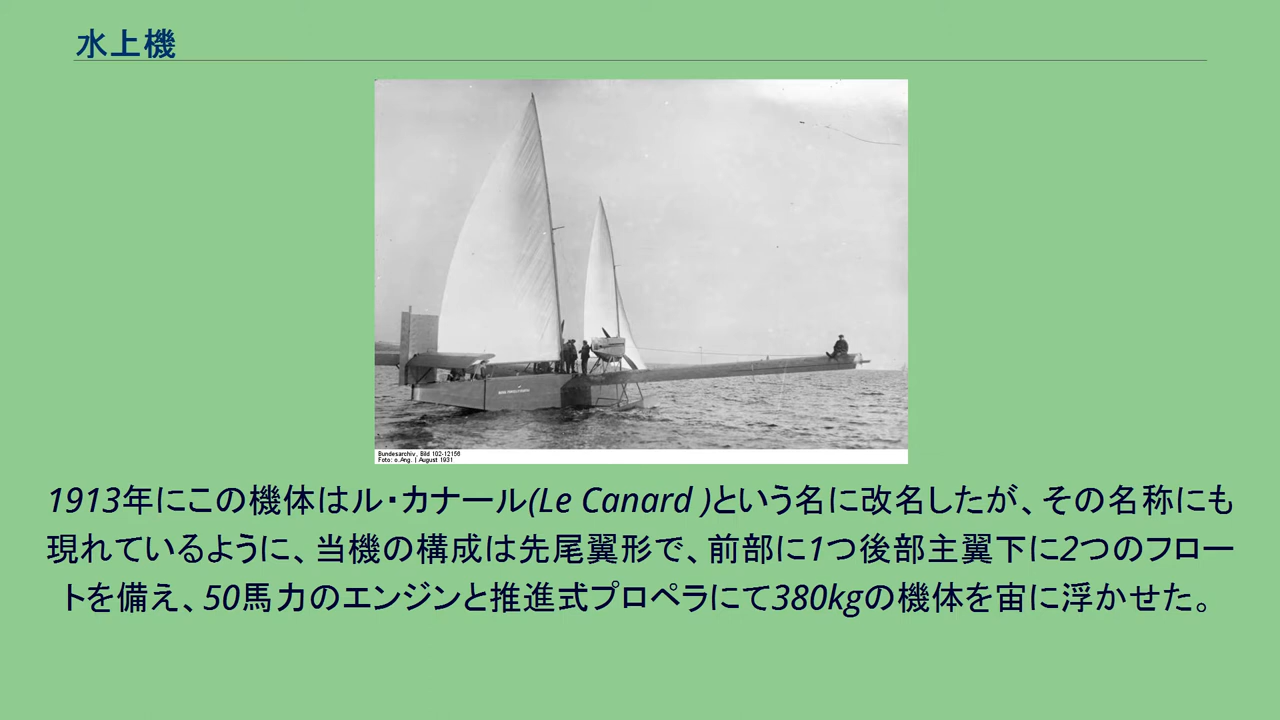 水上機
Bundesarchiv, Bild 102-12156
Foto: o.Ang. | August 1931
1913年にこの機体はル・カナール(Le Canard )という名に改名したが、その名称にも
現れているように、当機の構成は先尾翼形で、前部に1つ後部主翼下に2つのフロー
トを備え、50馬力のエンジンと推進式プロペラにて380kgの機体を宙に浮かせた。